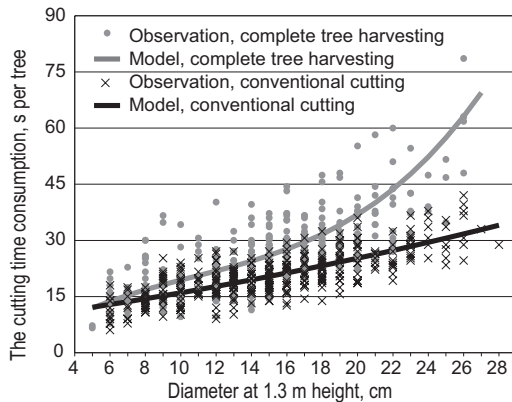 The cutting time consumption, s per tree
90
75
60
45
30
15
0
Observation, complete tree harvesting
Model, complete tree harvesting
Observation, conventional cutting
Model, conventional cutting
4 6 8 10 12 14 16 18 20 22 24 26 28
Diameter at 1.3 m height, cm